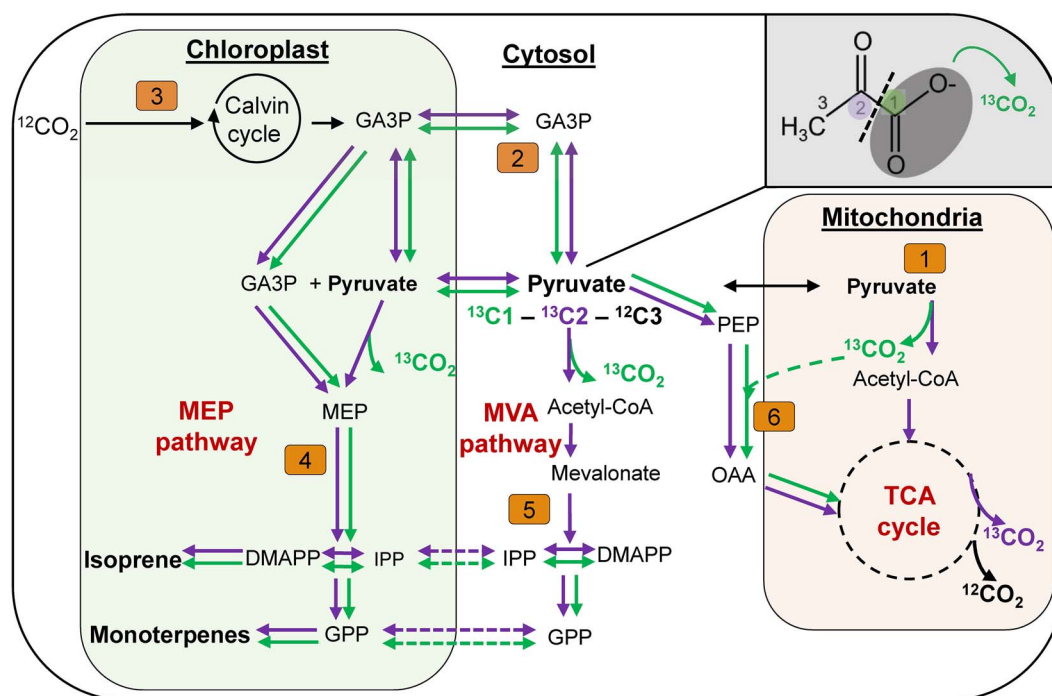 Chloroplast
Cytosol
3
¹²CO₂
Calvin
cycle
GA3P
GA3P
2
O
3
2
1
O-
H₃C
O
¹³CO₂
Mitochondria
1
Pyruvate
GA3P + Pyruvate
Pyruvate
¹³C1 – ¹³C2 – ¹²C3
PEP
¹³CO₂
¹³CO₂
¹³CO₂
Acetyl-CoA
MEP
Acetyl-CoA
MEP
pathway
MVA
pathway
6
4
Mevalonate
OAA
5
TCA
cycle
¹³CO₂
¹²CO₂
Isoprene
DMAPP
IPP
IPP
DMAPP
Monoterpenes
GPP
GPP